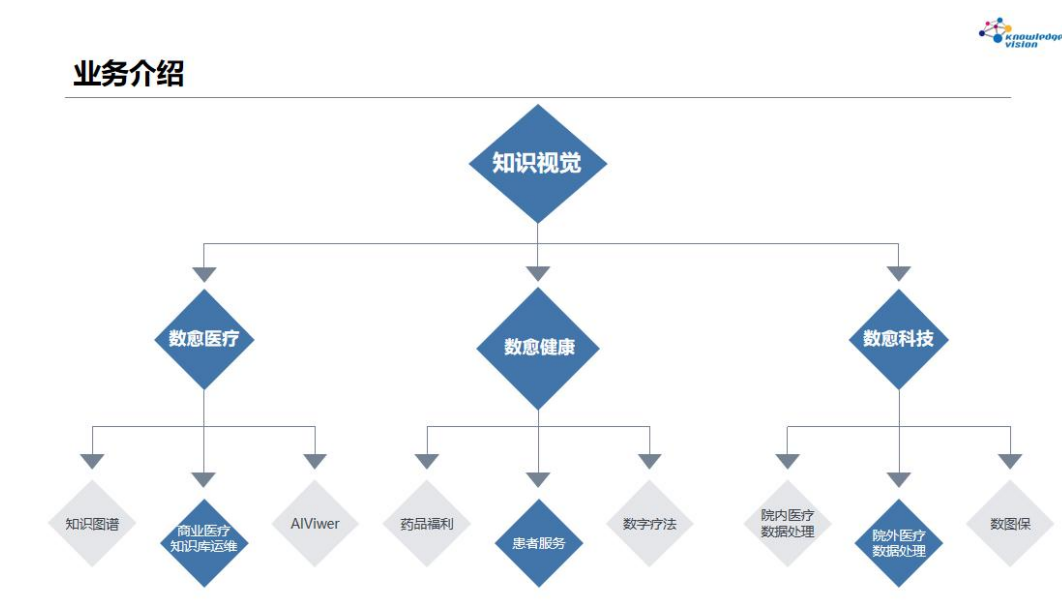 Knowledge
vision
业务介绍
知识视觉
数愈医疗
数愈健康
数愈科技
知识图谱
商业医疗
知识库运维
AIViwer
药品福利
患者服务
数字疗法
院内医疗
数据处理
院外医疗
数据处理
数图保